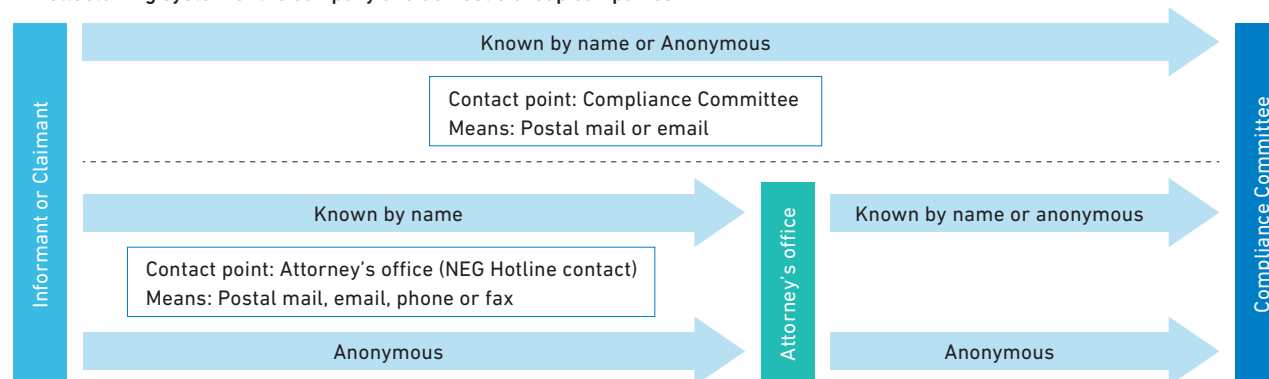 Known by name or Anonymous
Contact point: Compliance Committee
Means: Postal mail or email
Informant or Claimant
Known by name
Contact point: Attorney's office (NEG Hotline contact)
Means: Postal mail, email, phone or fax
Anonymous
Attorney's office
Known by name or anonymous
Anonymous
Compliance Committee